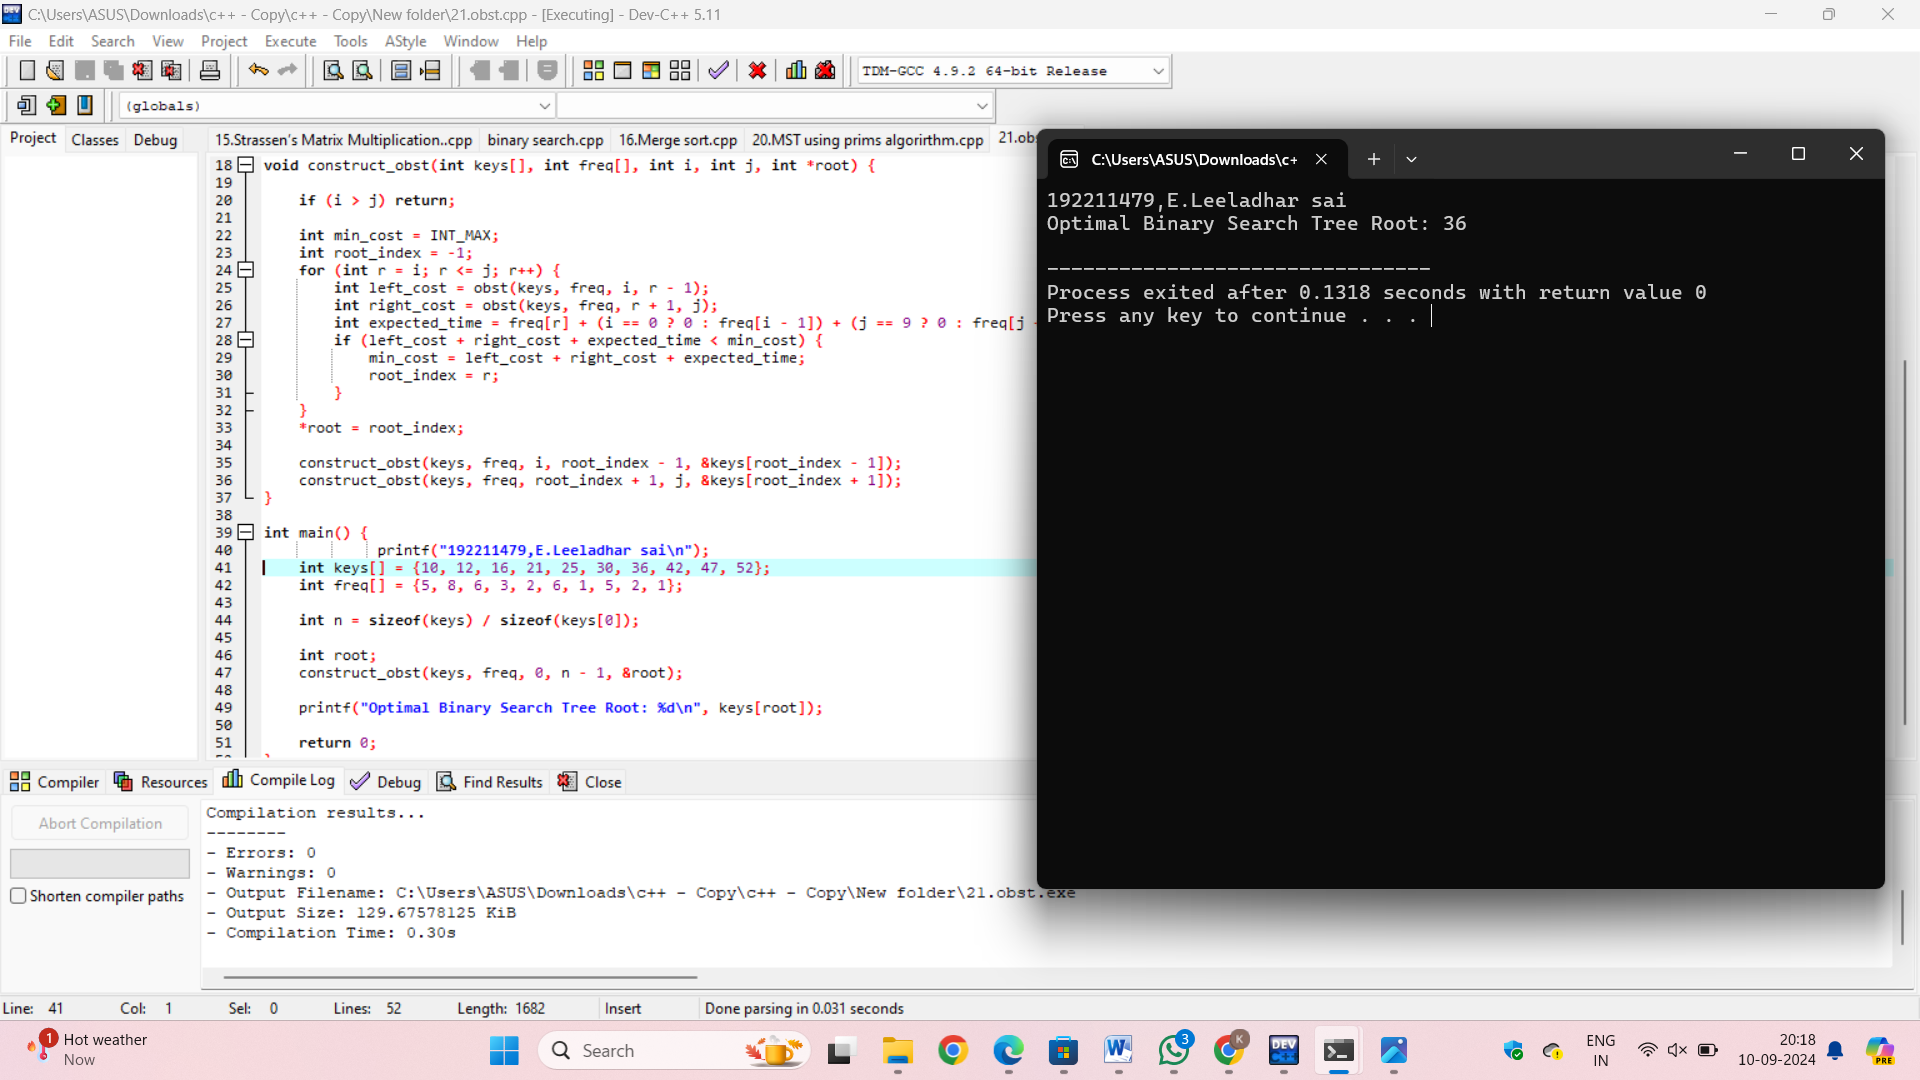 C:\Users\ASUS\Downloads\c++ - Copy\c++ - Copy\New folder\21.obst.cpp - [Executing] - Dev-C++ 5.11
File Edit Search View Project Execute Tools AStyle Window Help
TDM-GCC 4.9.2 64-bit Release
(globals)
Project Classes Debug
15.Strassen's Matrix Multiplication..cpp binary search.cpp 16.Merge sort.cpp 20.MST using prims algorirthm.cpp 21.obs
18 void construct_obst(int keys[], int freq[], int i, int j, int *root) {
19
20 if (i > j) return;
21
22 int min_cost = INT_MAX;
23 int root_index = -1;
24 for (int r = i; r <= j; r++) {
25 int left_cost = obst(keys, freq, i, r - 1);
26 int right_cost = obst(keys, freq, r + 1, j);
27 int expected_time = freq[r] + (i == 0 ? 0 : freq[i - 1]) + (j == 9 ? 0 : freq[j
28 if (left_cost + right_cost + expected_time < min_cost) {
29 min_cost = left_cost + right_cost + expected_time;
30 root_index = r;
31 }
32 }
33 *root = root_index;
34
35 construct_obst(keys, freq, i, root_index - 1, &keys[root_index - 1]);
36 construct_obst(keys, freq, root_index + 1, j, &keys[root_index + 1]);
37 }
38
39 int main() {
40 printf("192211479,E.Leeladhar sai\n");
41 int keys[] = {10, 12, 16, 21, 25, 30, 36, 42, 47, 52};
42 int freq[] = {5, 8, 6, 3, 2, 6, 1, 5, 2, 1};
43
44 int n = sizeof(keys) / sizeof(keys[0]);
45
46 int root;
47 construct_obst(keys, freq, 0, n - 1, &root);
48
49 printf("Optimal Binary Search Tree Root: %d\n", keys[root]);
50
51 return 0;
C:\Users\ASUS\Downloads\c+
192211479,E.Leeladhar sai
Optimal Binary Search Tree Root: 36
--------------------------------
Process exited after 0.1318 seconds with return value 0
Press any key to continue . . .
Compiler Resources Compile Log Debug Find Results Close
Abort Compilation
Shorten compiler paths
Compilation results...
--------
- Errors: 0
- Warnings: 0
- Output Filename: C:\Users\ASUS\Downloads\c++ - Copy\c++ - Copy\New folder\21.obst.exe
- Output Size: 129.67578125 KiB
- Compilation Time: 0.30s
Line: 41 Col: 1 Sel: 0 Lines: 52 Length: 1682 Insert Done parsing in 0.031 seconds
1
Hot weather
Now
Search
DEV
3
K
ENG
IN
20:18
10-09-2024
PRE